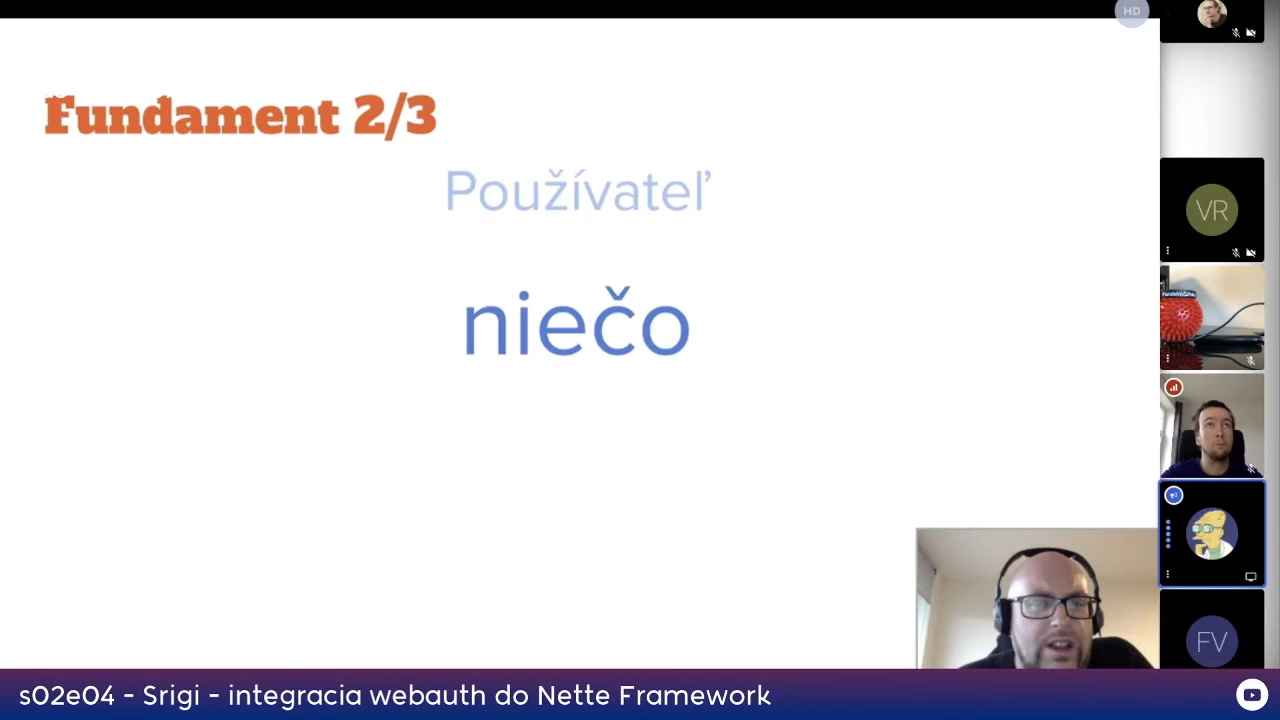 HD
Fundament 2/3
Používateľ
niečo
VR
FV
s02e04 - Srigi - integracia webauth do Nette Framework